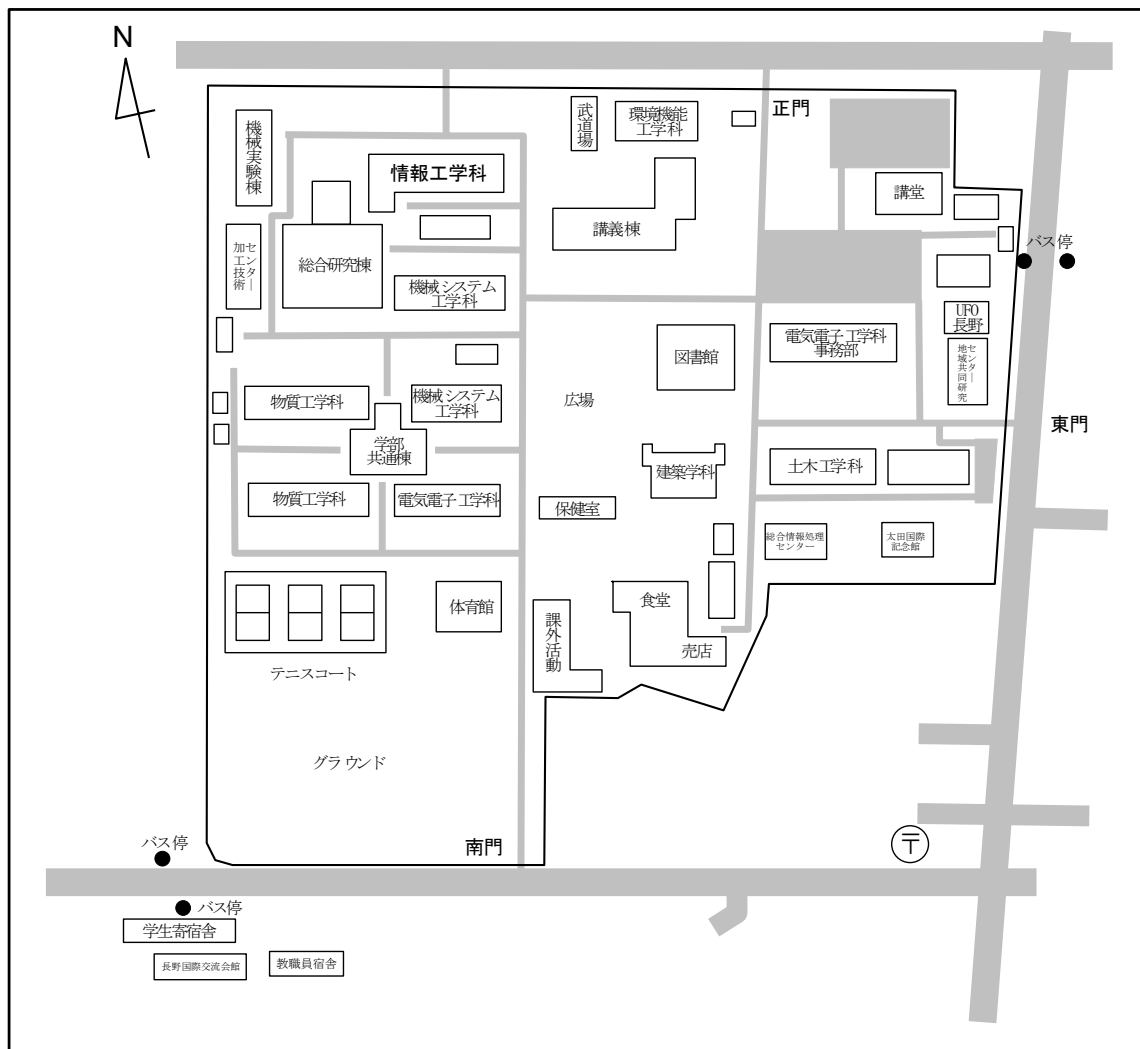 N
正門
武道場
環境機能
工学科
機械実験棟
情報工学科
講堂
講義棟
加工技術
センター
総合研究棟
バス停
機械システム
工学科
UFO
長野
電気電子工学科
事務部
図書館
地域共同研究
センター
広場
物質工学科
機械システム
工学科
東門
学部
共通棟
建築学科
土木工学科
物質工学科
電気電子工学科
保健室
総合情報処理
センター
太田国際
記念館
体育館
食堂
課外活動
売店
テニスコート
グラウンド
南門
〒
バス停
バス停
学生寄宿舎
長野国際交流会館
教職員宿舎